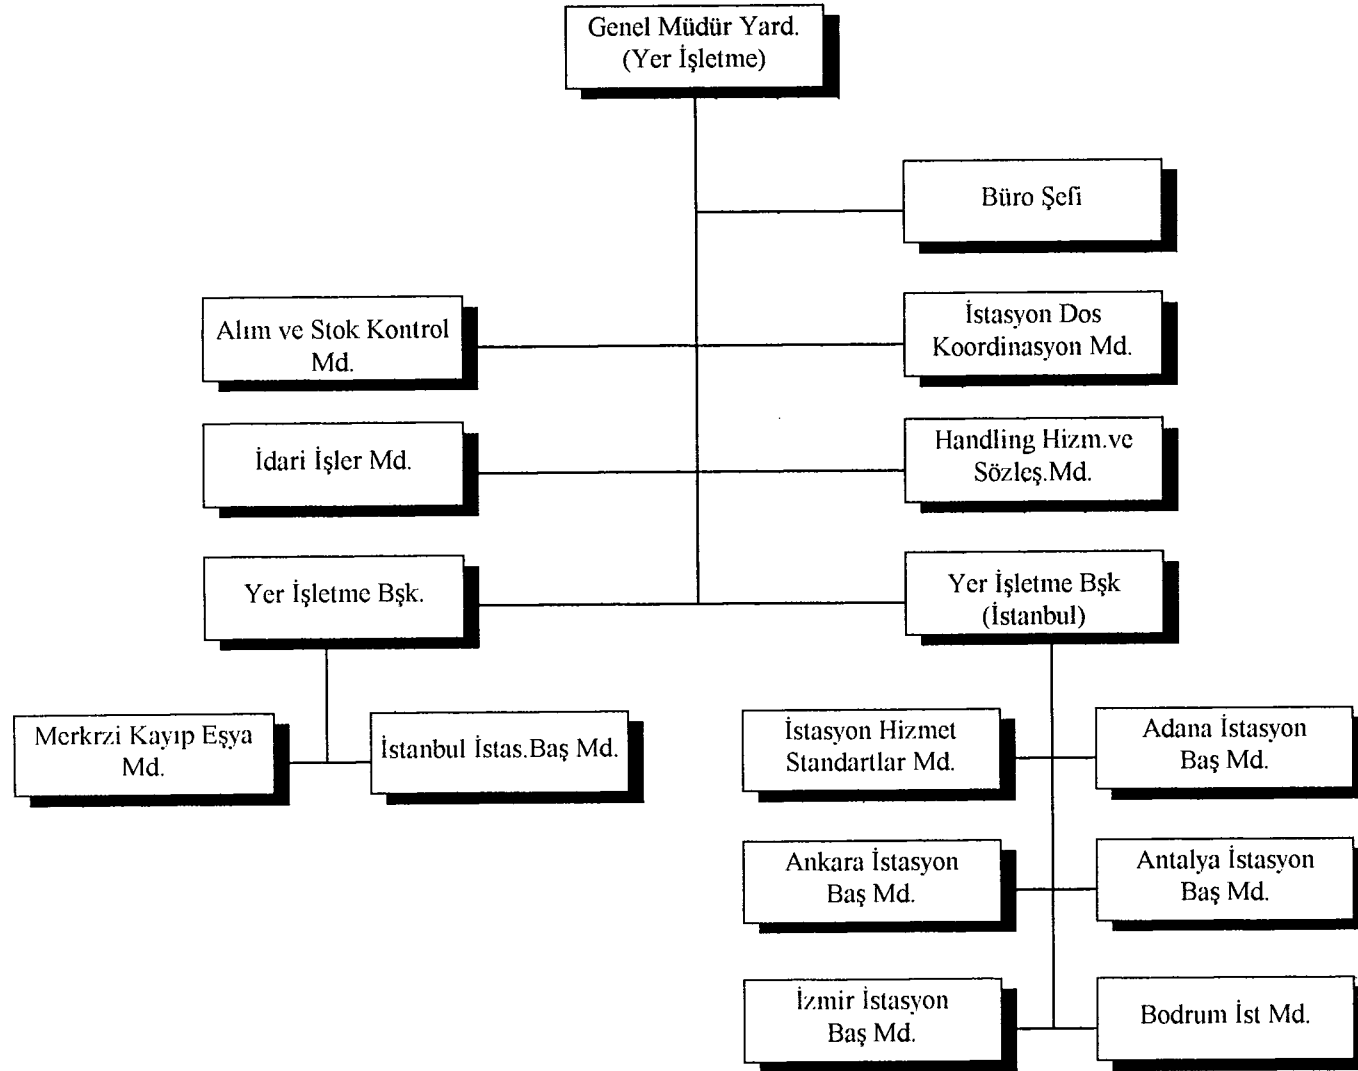 Genel Müdür Yard.
(Yer İşletme)
Büro Şefi
Alım ve Stok Kontrol
Md.
İstasyon Dos
Koordinasyon Md.
İdari İşler Md.
Handling Hizm.ve
Sözleş.Md.
Yer İşletme Bşk.
Yer İşletme Bşk
(İstanbul)
Merkrzi Kayıp Eşya
Md.
İstanbul İstas.Baş Md.
İstasyon Hizmet
Standartlar Md.
Adana İstasyon
Baş Md.
Ankara İstasyon
Baş Md.
Antalya İstasyon
Baş Md.
İzmir İstasyon
Baş Md.
Bodrum İst Md.